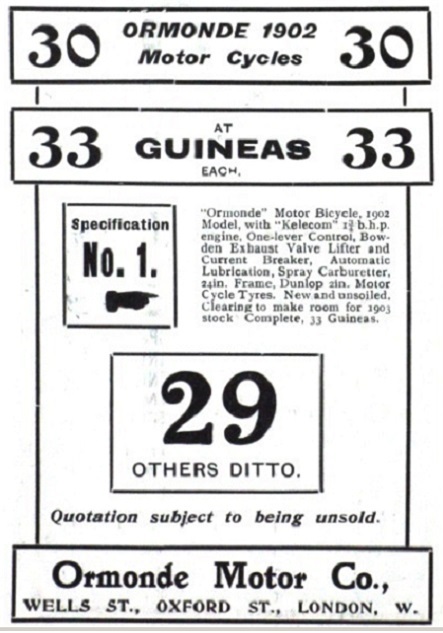 30 ORMONDE 1902 30
Motor Cycles
33 AT 33
GUINEAS
EACH.
Specification
No. 1.
"Ormonde" Motor Bicycle, 1902
Model, with "Kelecom" 1¾ b.h.p.
engine, One-lever Control, Bow-
den Exhaust Valve Lifter and
Current Breaker, Automatic
Lubrication, Spray Carburetter,
24in. Frame, Dunlop 2in. Motor
Cycle Tyres. New and unsoiled.
Clearing to make room for 1903
stock Complete, 33 Guineas.
29
OTHERS DITTO.
Quotation subject to being unsold.
Ormonde Motor Co.,
WELLS ST., OXFORD ST., LONDON, W.